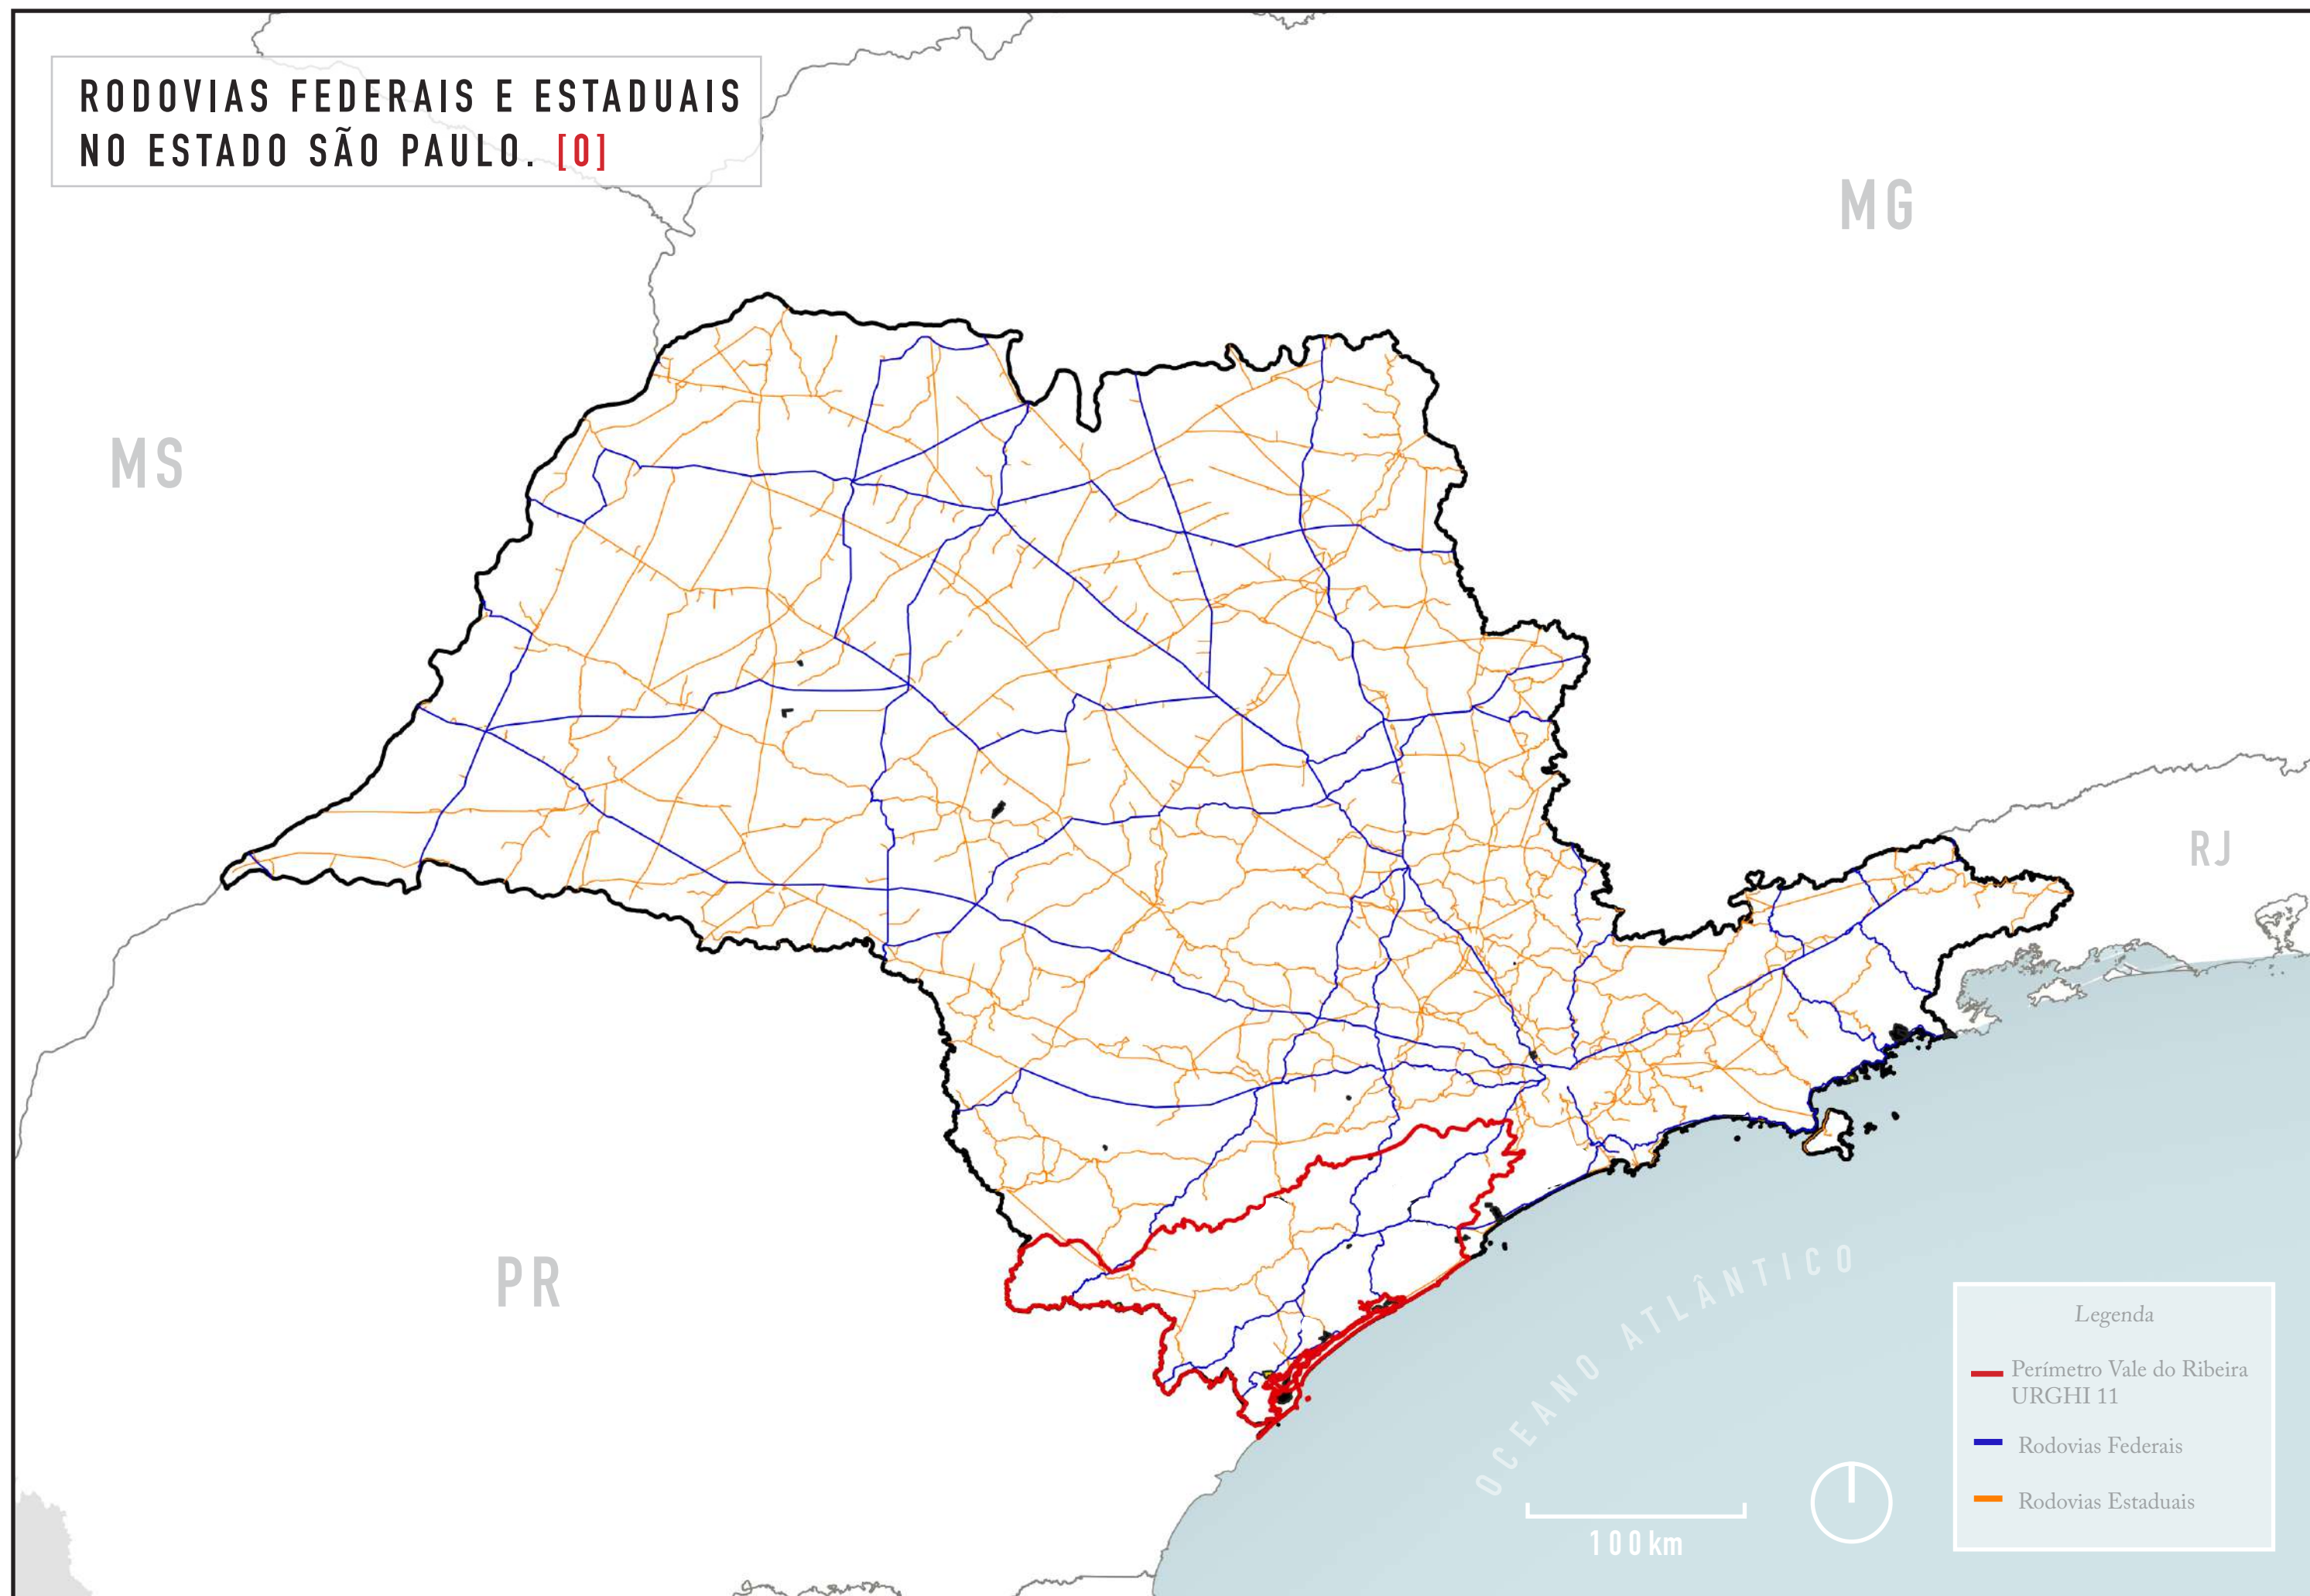 RODOVIAS FEDERAIS E ESTADUAIS
NO ESTADO SÃO PAULO. [0]
MG
MS
RJ
PR
OCEANO ATLÂNTICO
Legenda
Perímetro Vale do Ribeira
URGHI 11
Rodovias Federais
Rodovias Estaduais
100km